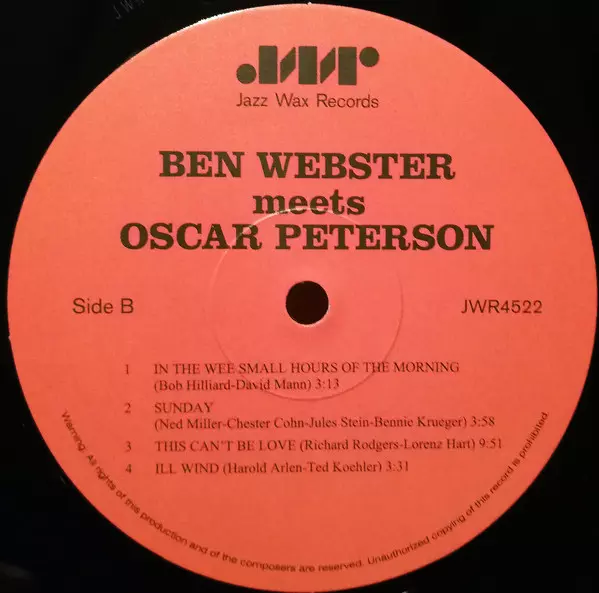 JWR
Jazz Wax Records
BEN WEBSTER
meets
OSCAR PETERSON
Side B
JWR4522
1 IN THE WEE SMALL HOURS OF THE MORNING
(Bob Hilliard-David Mann) 3:13
2 SUNDAY
(Ned Miller-Chester Cohn-Jules Stein-Bennie Krueger) 3:58
3 THIS CAN'T BE LOVE (Richard Rodgers-Lorenz Hart) 9:51
4 ILL WIND (Harold Arlen-Ted Koehler) 3:31
Warning: All rights of this production and of the composers are reserved. Unauthorized copying of this record is prohibited.